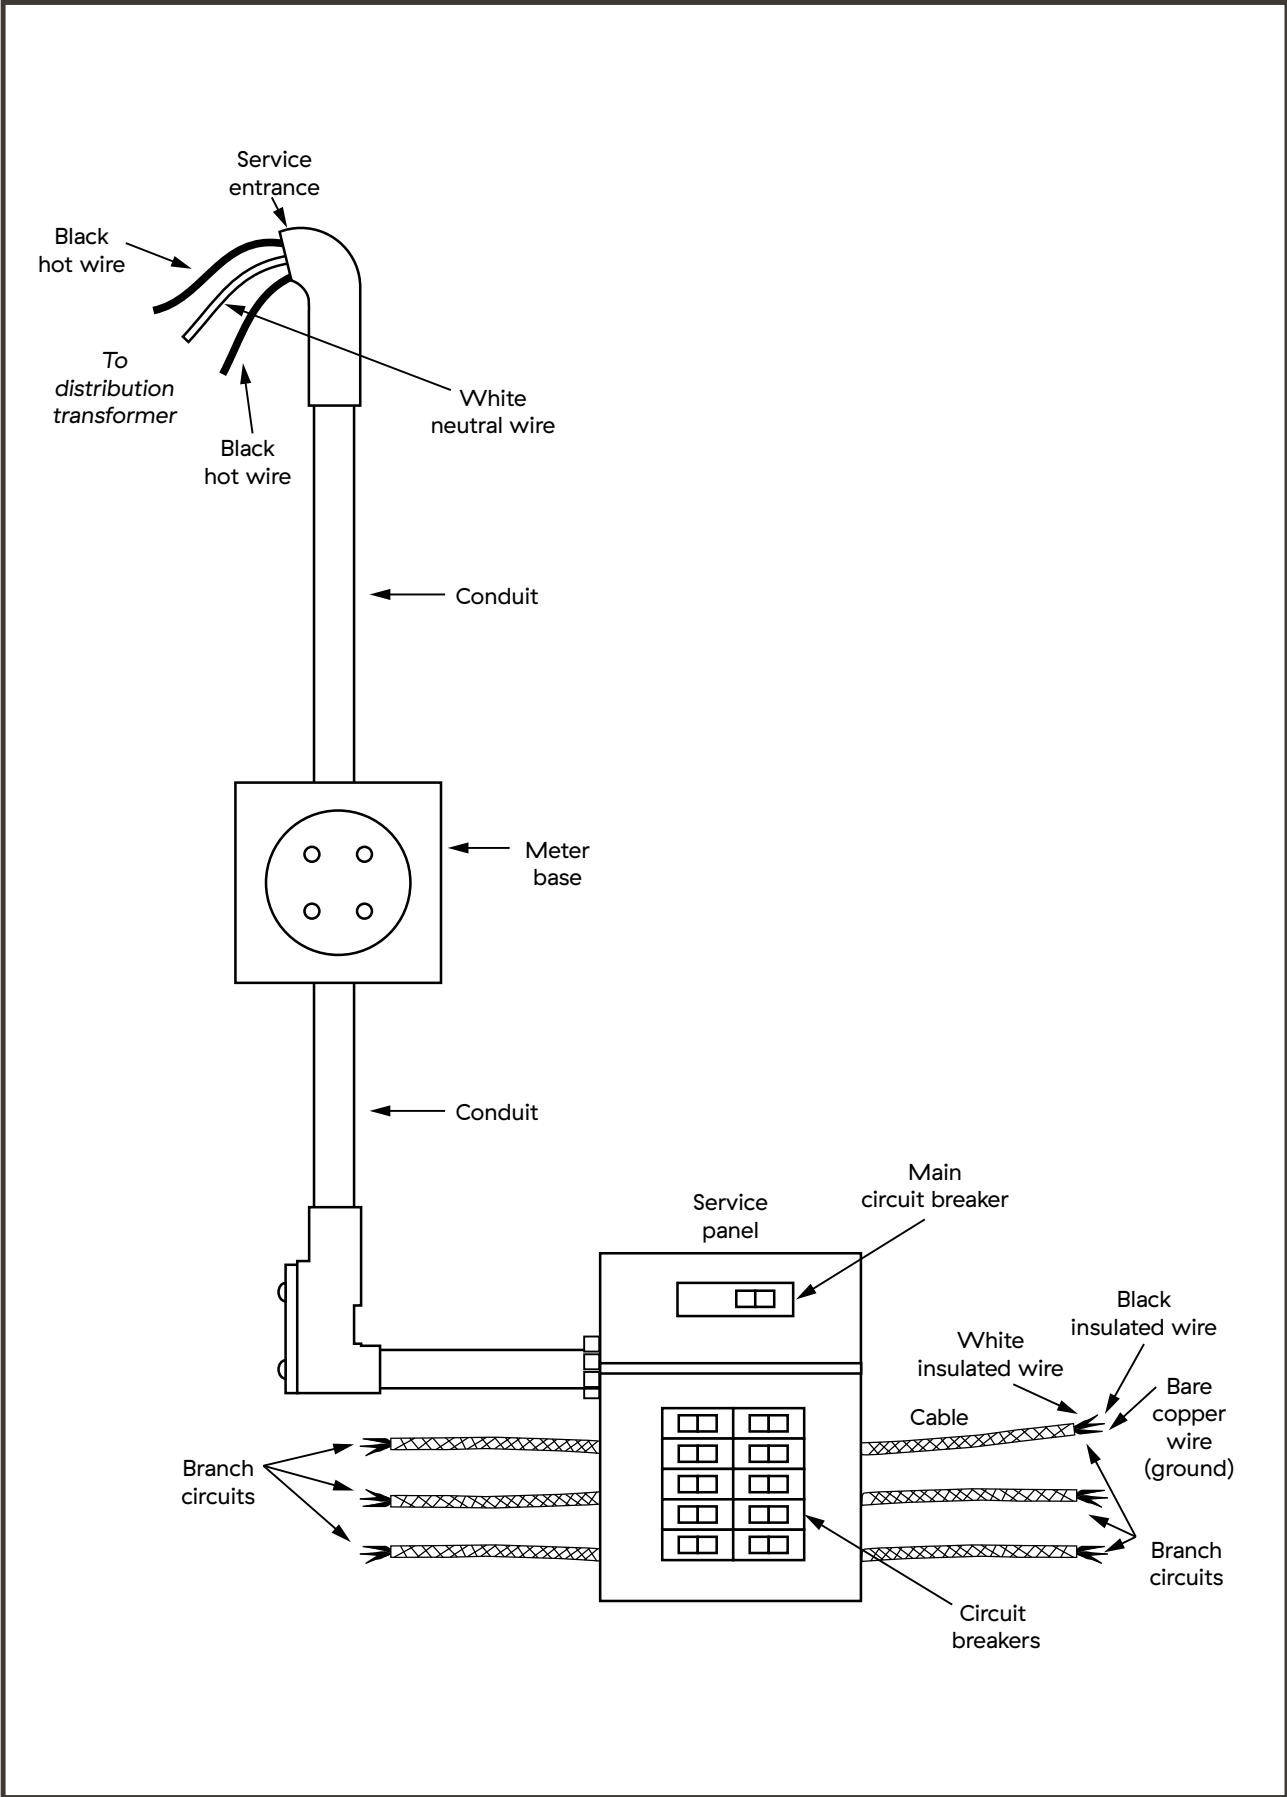 Service
entrance
Black
hot wire
To
distribution
transformer
White
neutral wire
Black
hot wire
Conduit
Meter
base
Conduit
Main
circuit breaker
Service
panel
Black
insulated wire
White
insulated wire
Bare
copper
wire
(ground)
Cable
Branch
circuits
Branch
circuits
Circuit
breakers